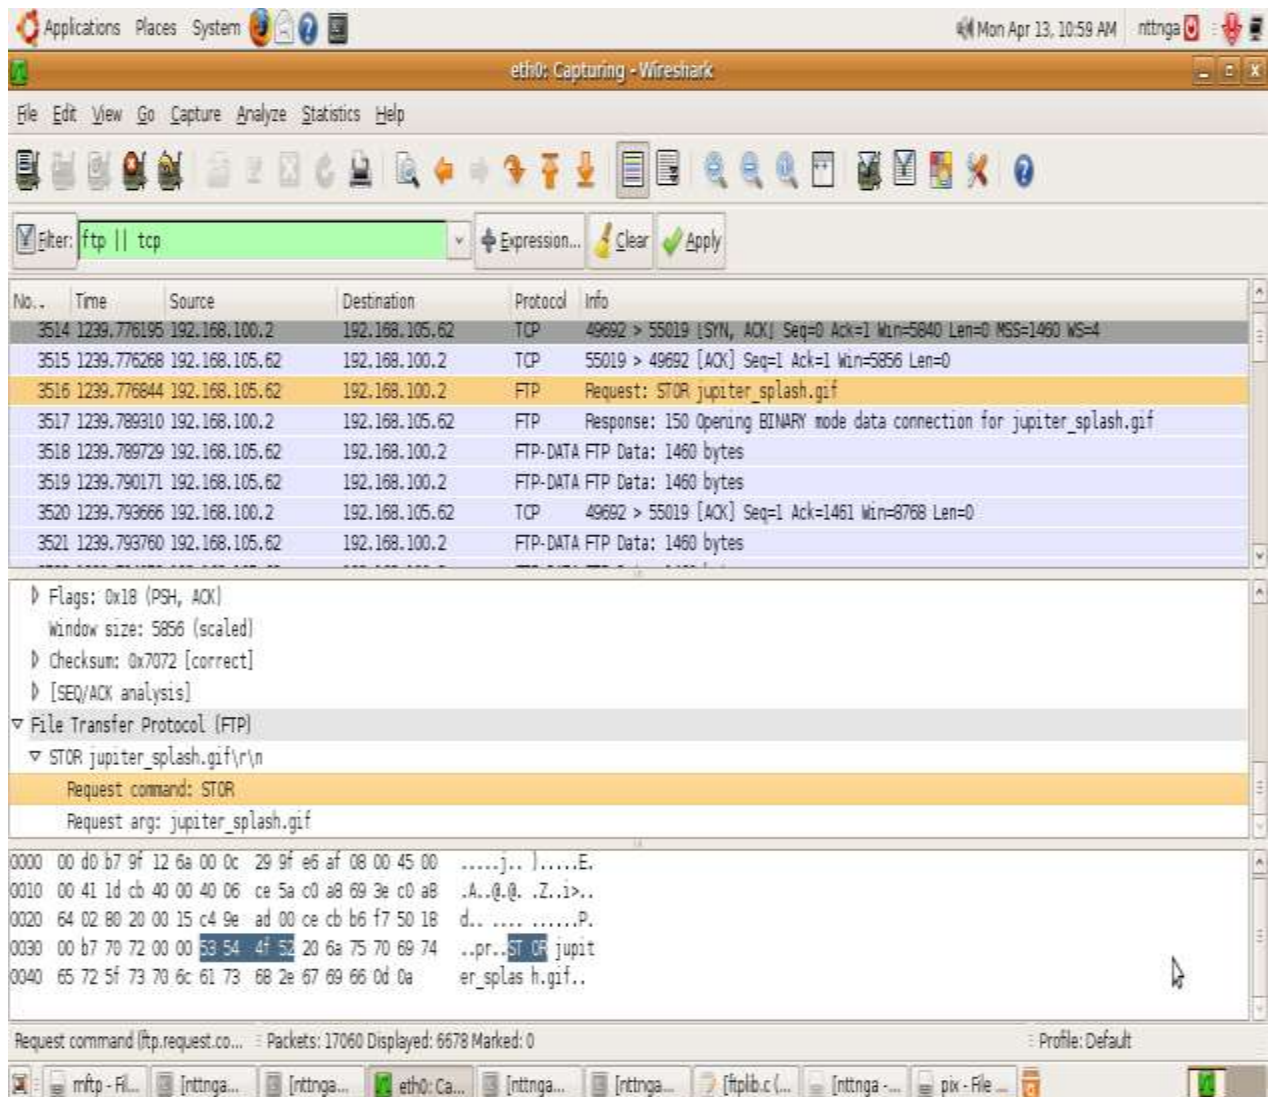 Applications Places System Mon Apr 13, 10:59 AM nttnga
eth0: Capturing - Wireshark
File Edit View Go Capture Analyze Statistics Help
Filter: ftp || tcp Expression... Clear Apply
No. . Time Source Destination Protocol Info
3514 1239.776195 192.168.100.2 192.168.105.62 TCP 49692 > 55019 [SYN, ACK] Seq=0 Ack=1 Win=5840 Len=0 MSS=1460 WS=4
3515 1239.776268 192.168.105.62 192.168.100.2 TCP 55019 > 49692 [ACK] Seq=1 Ack=1 Win=5856 Len=0
3516 1239.776844 192.168.105.62 192.168.100.2 FTP Request: STOR jupiter_splash.gif
3517 1239.789310 192.168.100.2 192.168.105.62 FTP Response: 150 Opening BINARY mode data connection for jupiter_splash.gif
3518 1239.789729 192.168.105.62 192.168.100.2 FTP-DATA FTP Data: 1460 bytes
3519 1239.790171 192.168.105.62 192.168.100.2 FTP-DATA FTP Data: 1460 bytes
3520 1239.793666 192.168.100.2 192.168.105.62 TCP 49692 > 55019 [ACK] Seq=1 Ack=1461 Win=8768 Len=0
3521 1239.793760 192.168.105.62 192.168.100.2 FTP-DATA FTP Data: 1460 bytes
Flags: 0x18 (PSH, ACK)
Window size: 5856 (scaled)
Checksum: 0x7072 [correct]
[SEQ/ACK analysis]
File Transfer Protocol (FTP)
STOR jupiter_splash.gif\r\n
Request command: STOR
Request arg: jupiter_splash.gif
0000 00 d0 b7 9f 12 6a 00 0c 29 9f e6 af 08 00 45 00 .....j.. ).....E.
0010 00 41 1d cb 40 00 40 06 ce 5a c0 a8 69 3e c0 a8 .A..@.@. .Z..i>..
0020 64 02 80 20 00 15 c4 9e ad 00 ce cb b6 f7 50 18 d.. .... ......P.
0030 00 b7 70 72 00 00 53 54 4f 52 20 6a 75 70 69 74 ..pr..ST OR jupit
0040 65 72 5f 73 70 6c 61 73 68 2e 67 69 66 0d 0a er_splas h.gif..
Request command (ftp.request.co... Packets: 17060 Displayed: 6678 Marked: 0 Profile: Default
mftp - Fil... [nttnga... [nttnga... eth0: Ca... [nttnga... [nttnga... [ftplib.c (... [nttnga -... pix - File ...